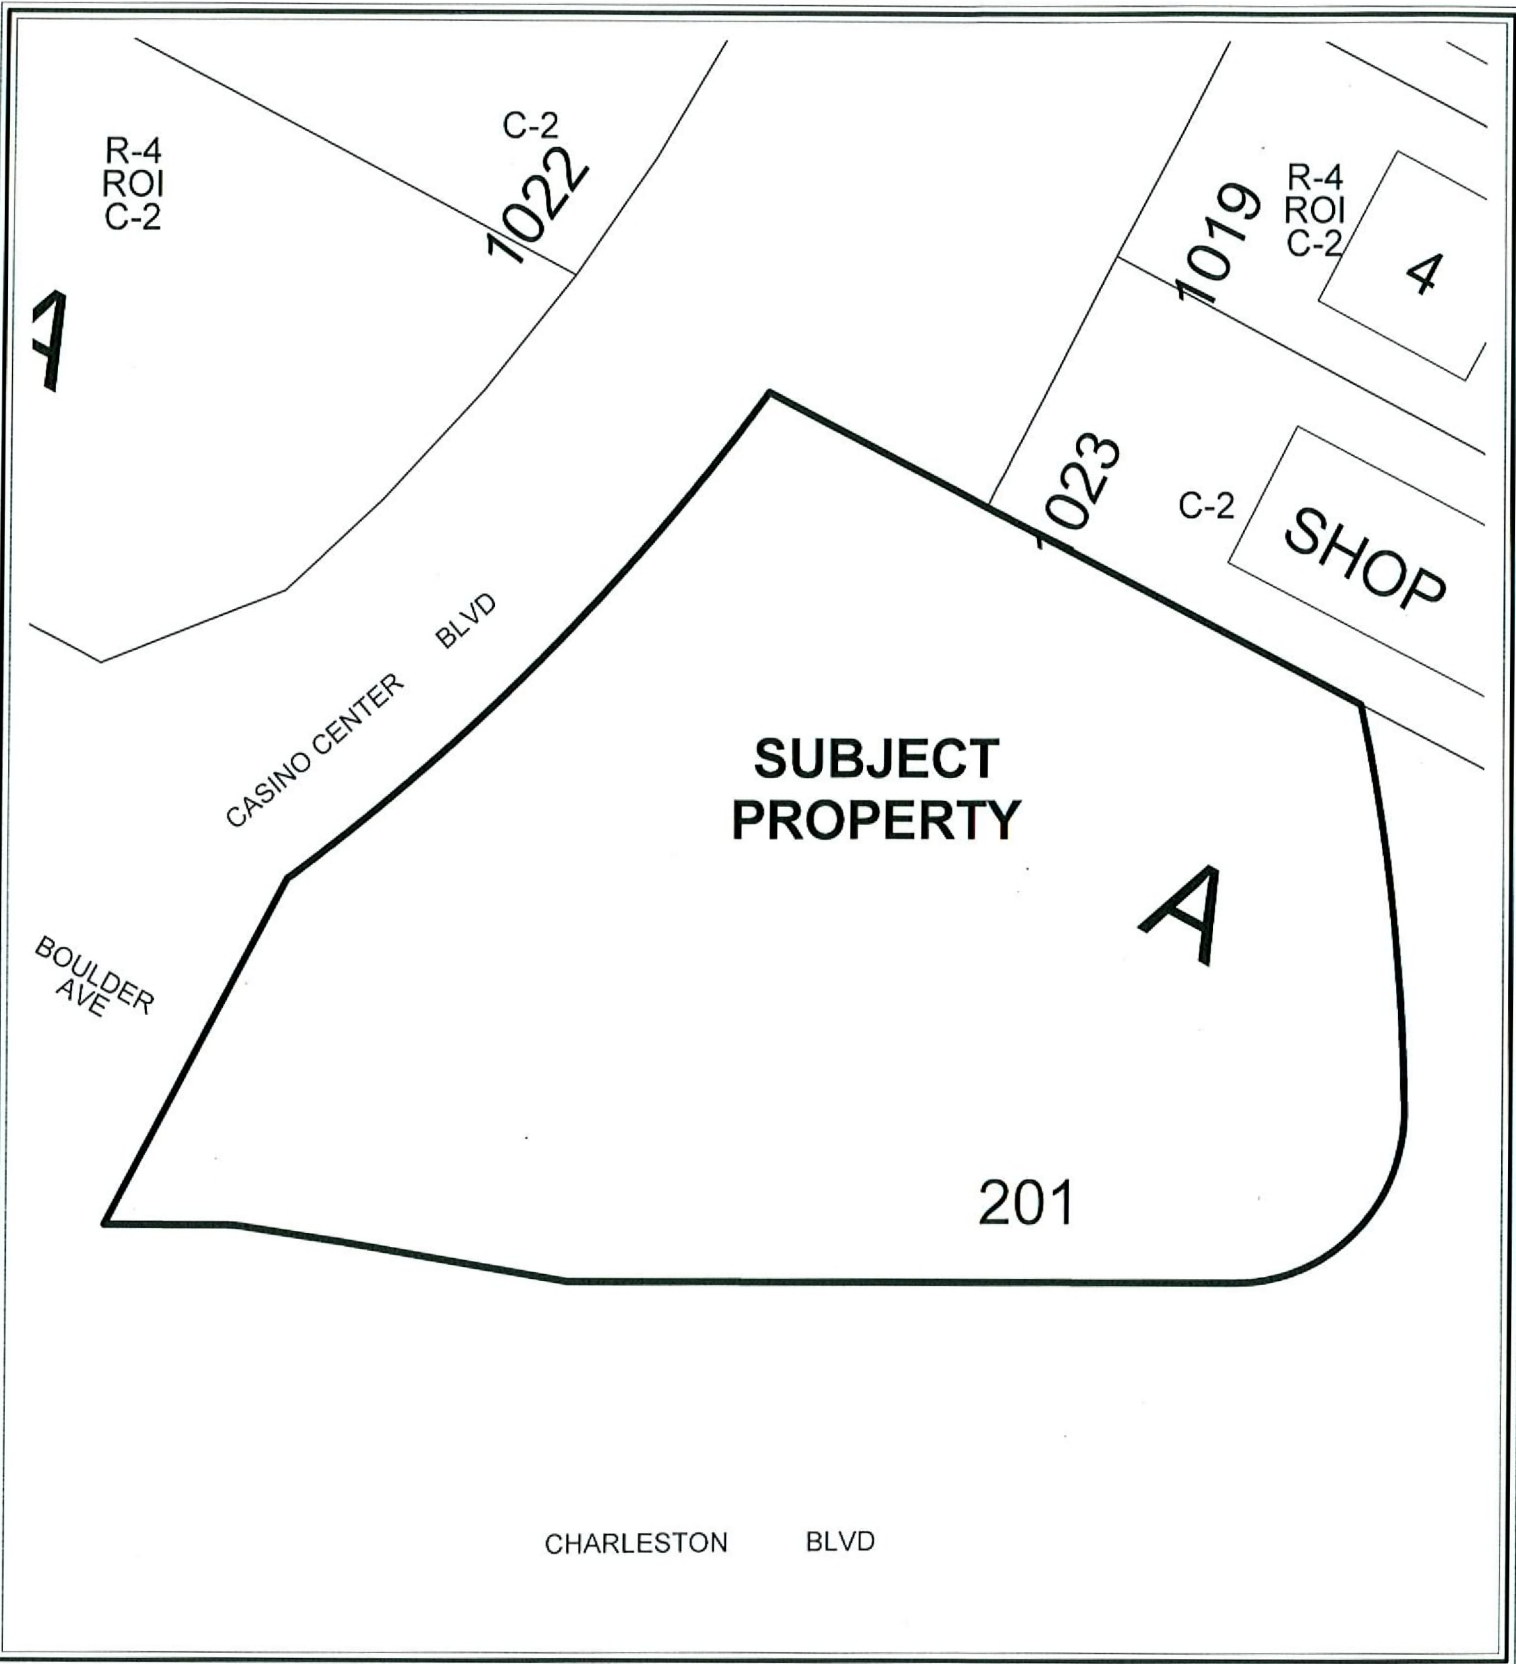 C-2
1022
R-4
ROI
C-2
A
R-4
ROI
C-2
1019
4
1023
C-2
SHOP
CASINO CENTER BLVD
SUBJECT
PROPERTY
A
BOULDER
AVE
201
CHARLESTON BLVD